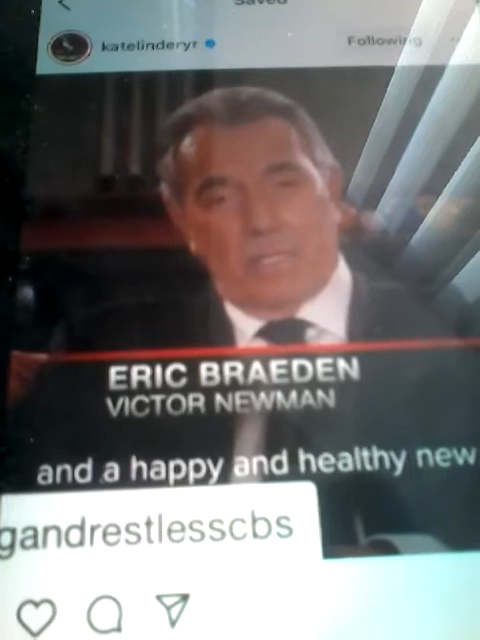 Saved
katelinderyr
Following
ERIC BRAEDEN
VICTOR NEWMAN
and a happy and healthy new
gandrestlesscbs